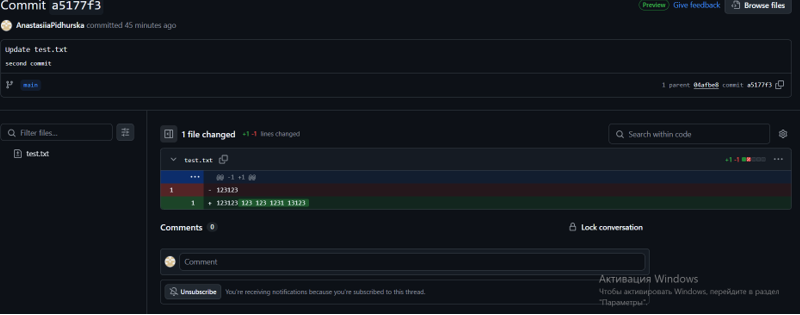 Commit a5177f3
Preview Give feedback Browse files
AnastasiiaPidhurska committed 45 minutes ago
Update test.txt
second commit
main
1 parent 04afbe8 commit a5177f3
Filter files...
test.txt
1 file changed +1 -1 lines changed
Search within code
test.txt
+1 -1
@@ -1 +1 @@
1 - 123123
1 + 123123 123 123 1231 13123
Comments 0
Lock conversation
Comment
Unsubscribe You're receiving notifications because you're subscribed to this thread.
Активация Windows
Чтобы активировать Windows, перейдите в раздел
"Параметры".